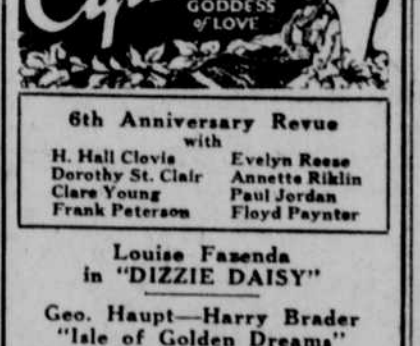 GODDESS
of LOVE
6th Anniversary Revue
with
H. Hall Clovis Evelyn Reese
Dorothy St. Clair Annette Riklin
Clare Young Paul Jordan
Frank Peterson Floyd Paynter
Louise Fazenda
in "DIZZIE DAISY"
Geo. Haupt—Harry Brader
"Isle of Golden Dreams"